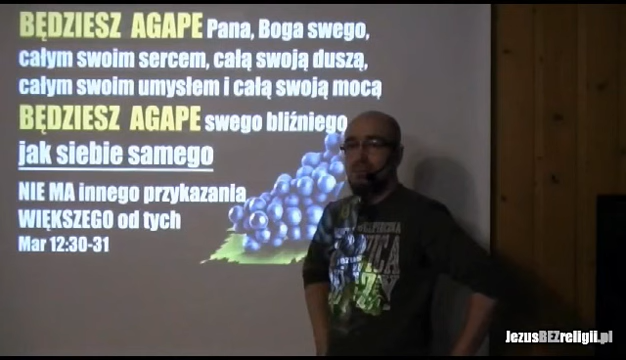 BĘDZIESZ AGAPE Pana, Boga swego,
całym swoim sercem, całą swoją duszą,
całym swoim umysłem i całą swoją mocą
BĘDZIESZ AGAPE swego bliźniego
jak siebie samego
NIE MA innego przykazania
WIĘKSZEGO od tych
Mar 12:30-31
JezusBEZreligii.pl